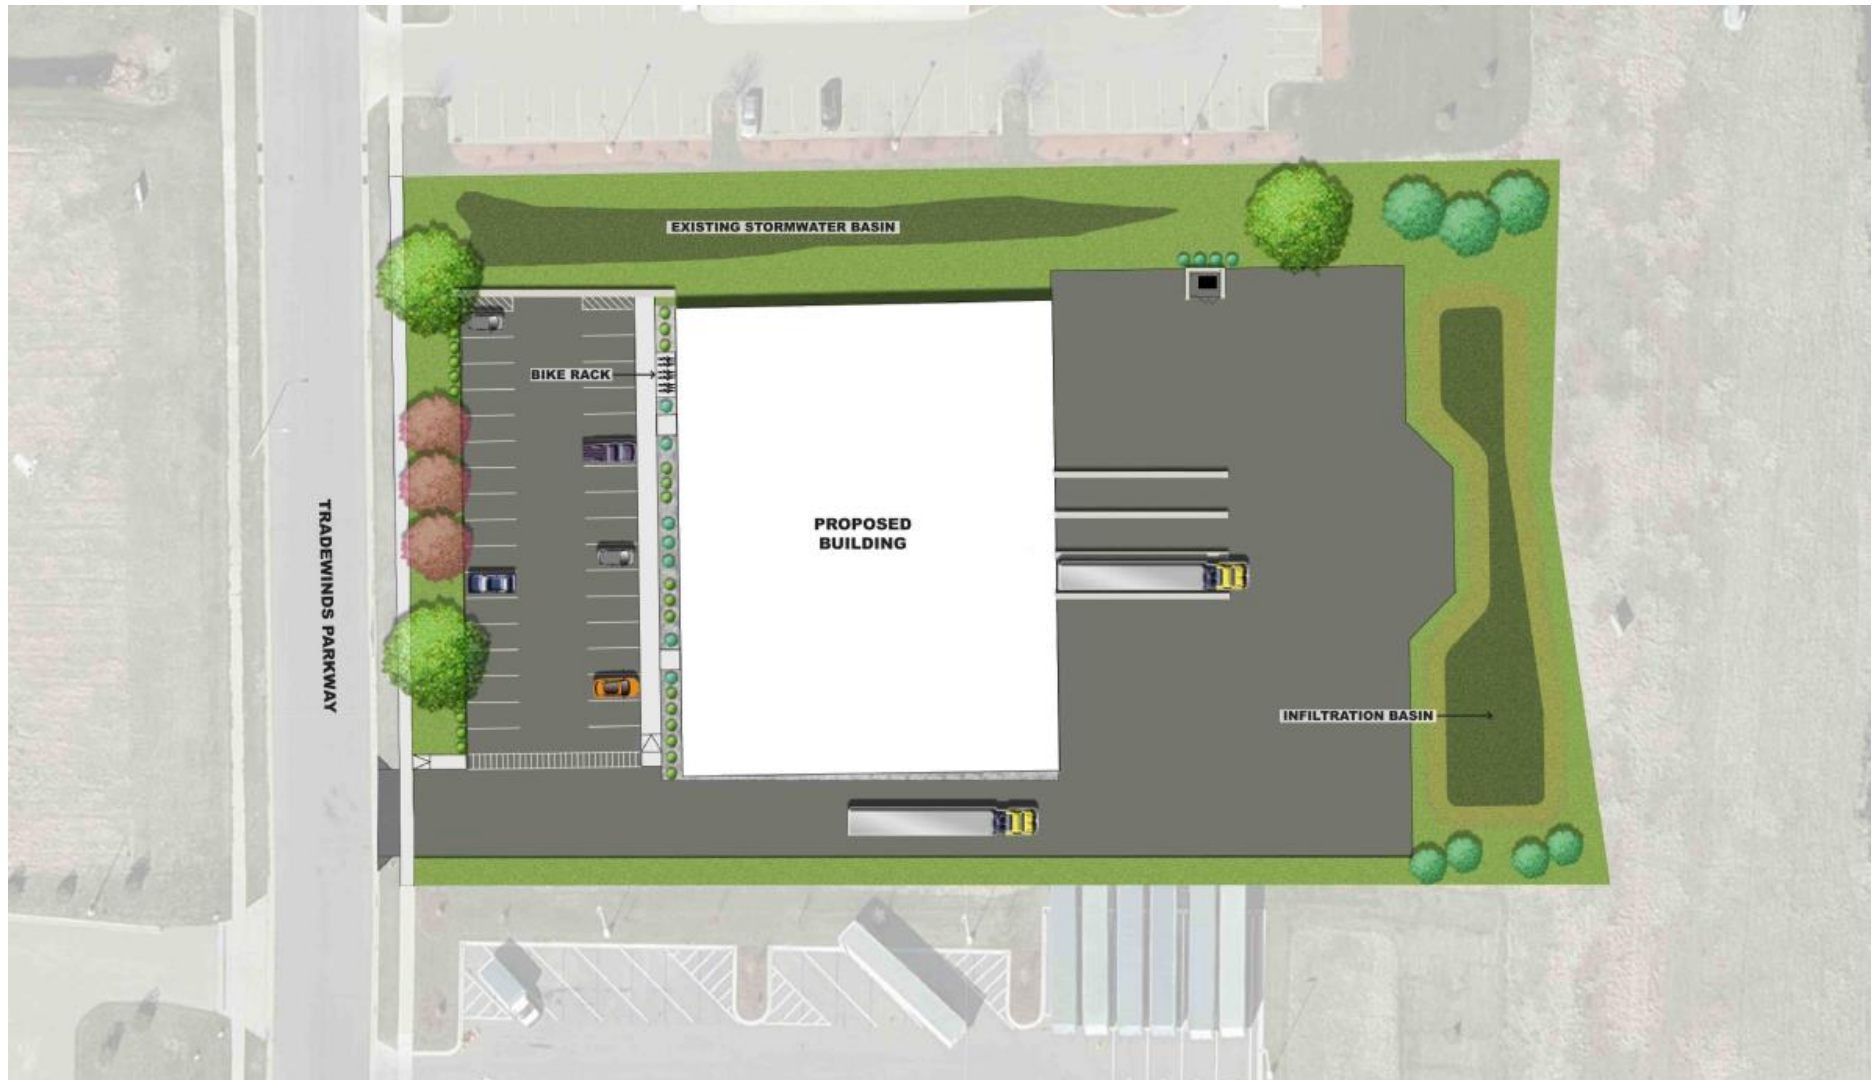 EXISTING STORMWATER BASIN
BIKE RACK
PROPOSED
BUILDING
TRADEWINDS PARKWAY
INFILTRATION BASIN